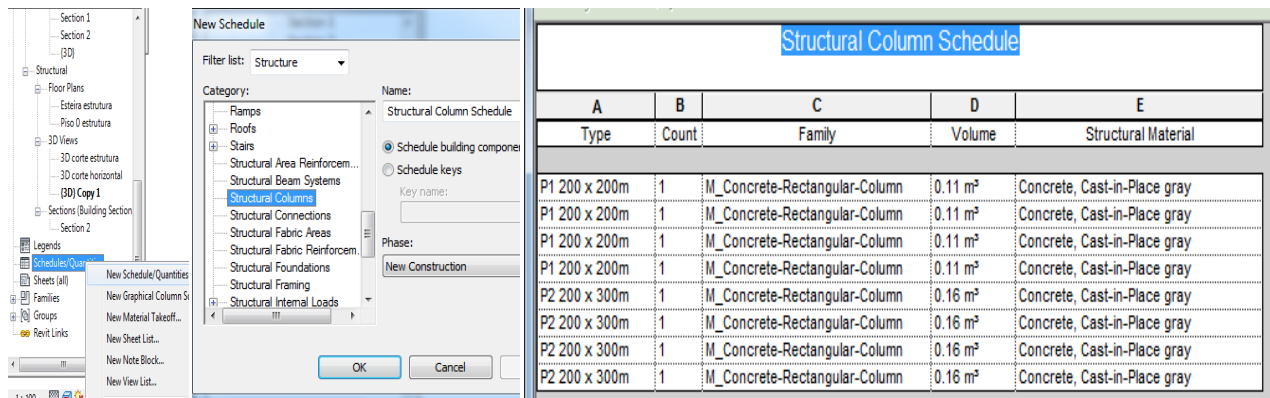 Section 1
Section 2
{3D}
Structural
Floor Plans
Esteira estrutura
Piso 0 estrutura
3D Views
3D corte estrutura
3D corte horizontal
{3D} Copy 1
Sections (Building Section
Section 2
Legends
Schedules/Quantities
Sheets (all)
Families
Groups
Revit Links
New Schedule/Quantities
New Graphical Column Sc
New Material Takeoff...
New Sheet List...
New Note Block...
New View List...
1 : 100
New Schedule
Filter list: Structure
Category:
Ramps
Roofs
Stairs
Structural Area Reinforcem...
Structural Beam Systems
Structural Columns
Structural Connections
Structural Fabric Areas
Structural Fabric Reinforcem.
Structural Foundations
Structural Framing
Structural Internal Loads
Name:
Structural Column Schedule
Schedule building componen
Schedule keys
Key name:
Phase:
New Construction
OK Cancel
Structural Column Schedule
A B C D E
Type Count Family Volume Structural Material
P1 200 x 200m 1 M_Concrete-Rectangular-Column 0.11 m³ Concrete, Cast-in-Place gray
P1 200 x 200m 1 M_Concrete-Rectangular-Column 0.11 m³ Concrete, Cast-in-Place gray
P1 200 x 200m 1 M_Concrete-Rectangular-Column 0.11 m³ Concrete, Cast-in-Place gray
P1 200 x 200m 1 M_Concrete-Rectangular-Column 0.11 m³ Concrete, Cast-in-Place gray
P2 200 x 300m 1 M_Concrete-Rectangular-Column 0.16 m³ Concrete, Cast-in-Place gray
P2 200 x 300m 1 M_Concrete-Rectangular-Column 0.16 m³ Concrete, Cast-in-Place gray
P2 200 x 300m 1 M_Concrete-Rectangular-Column 0.16 m³ Concrete, Cast-in-Place gray
P2 200 x 300m 1 M_Concrete-Rectangular-Column 0.16 m³ Concrete, Cast-in-Place gray